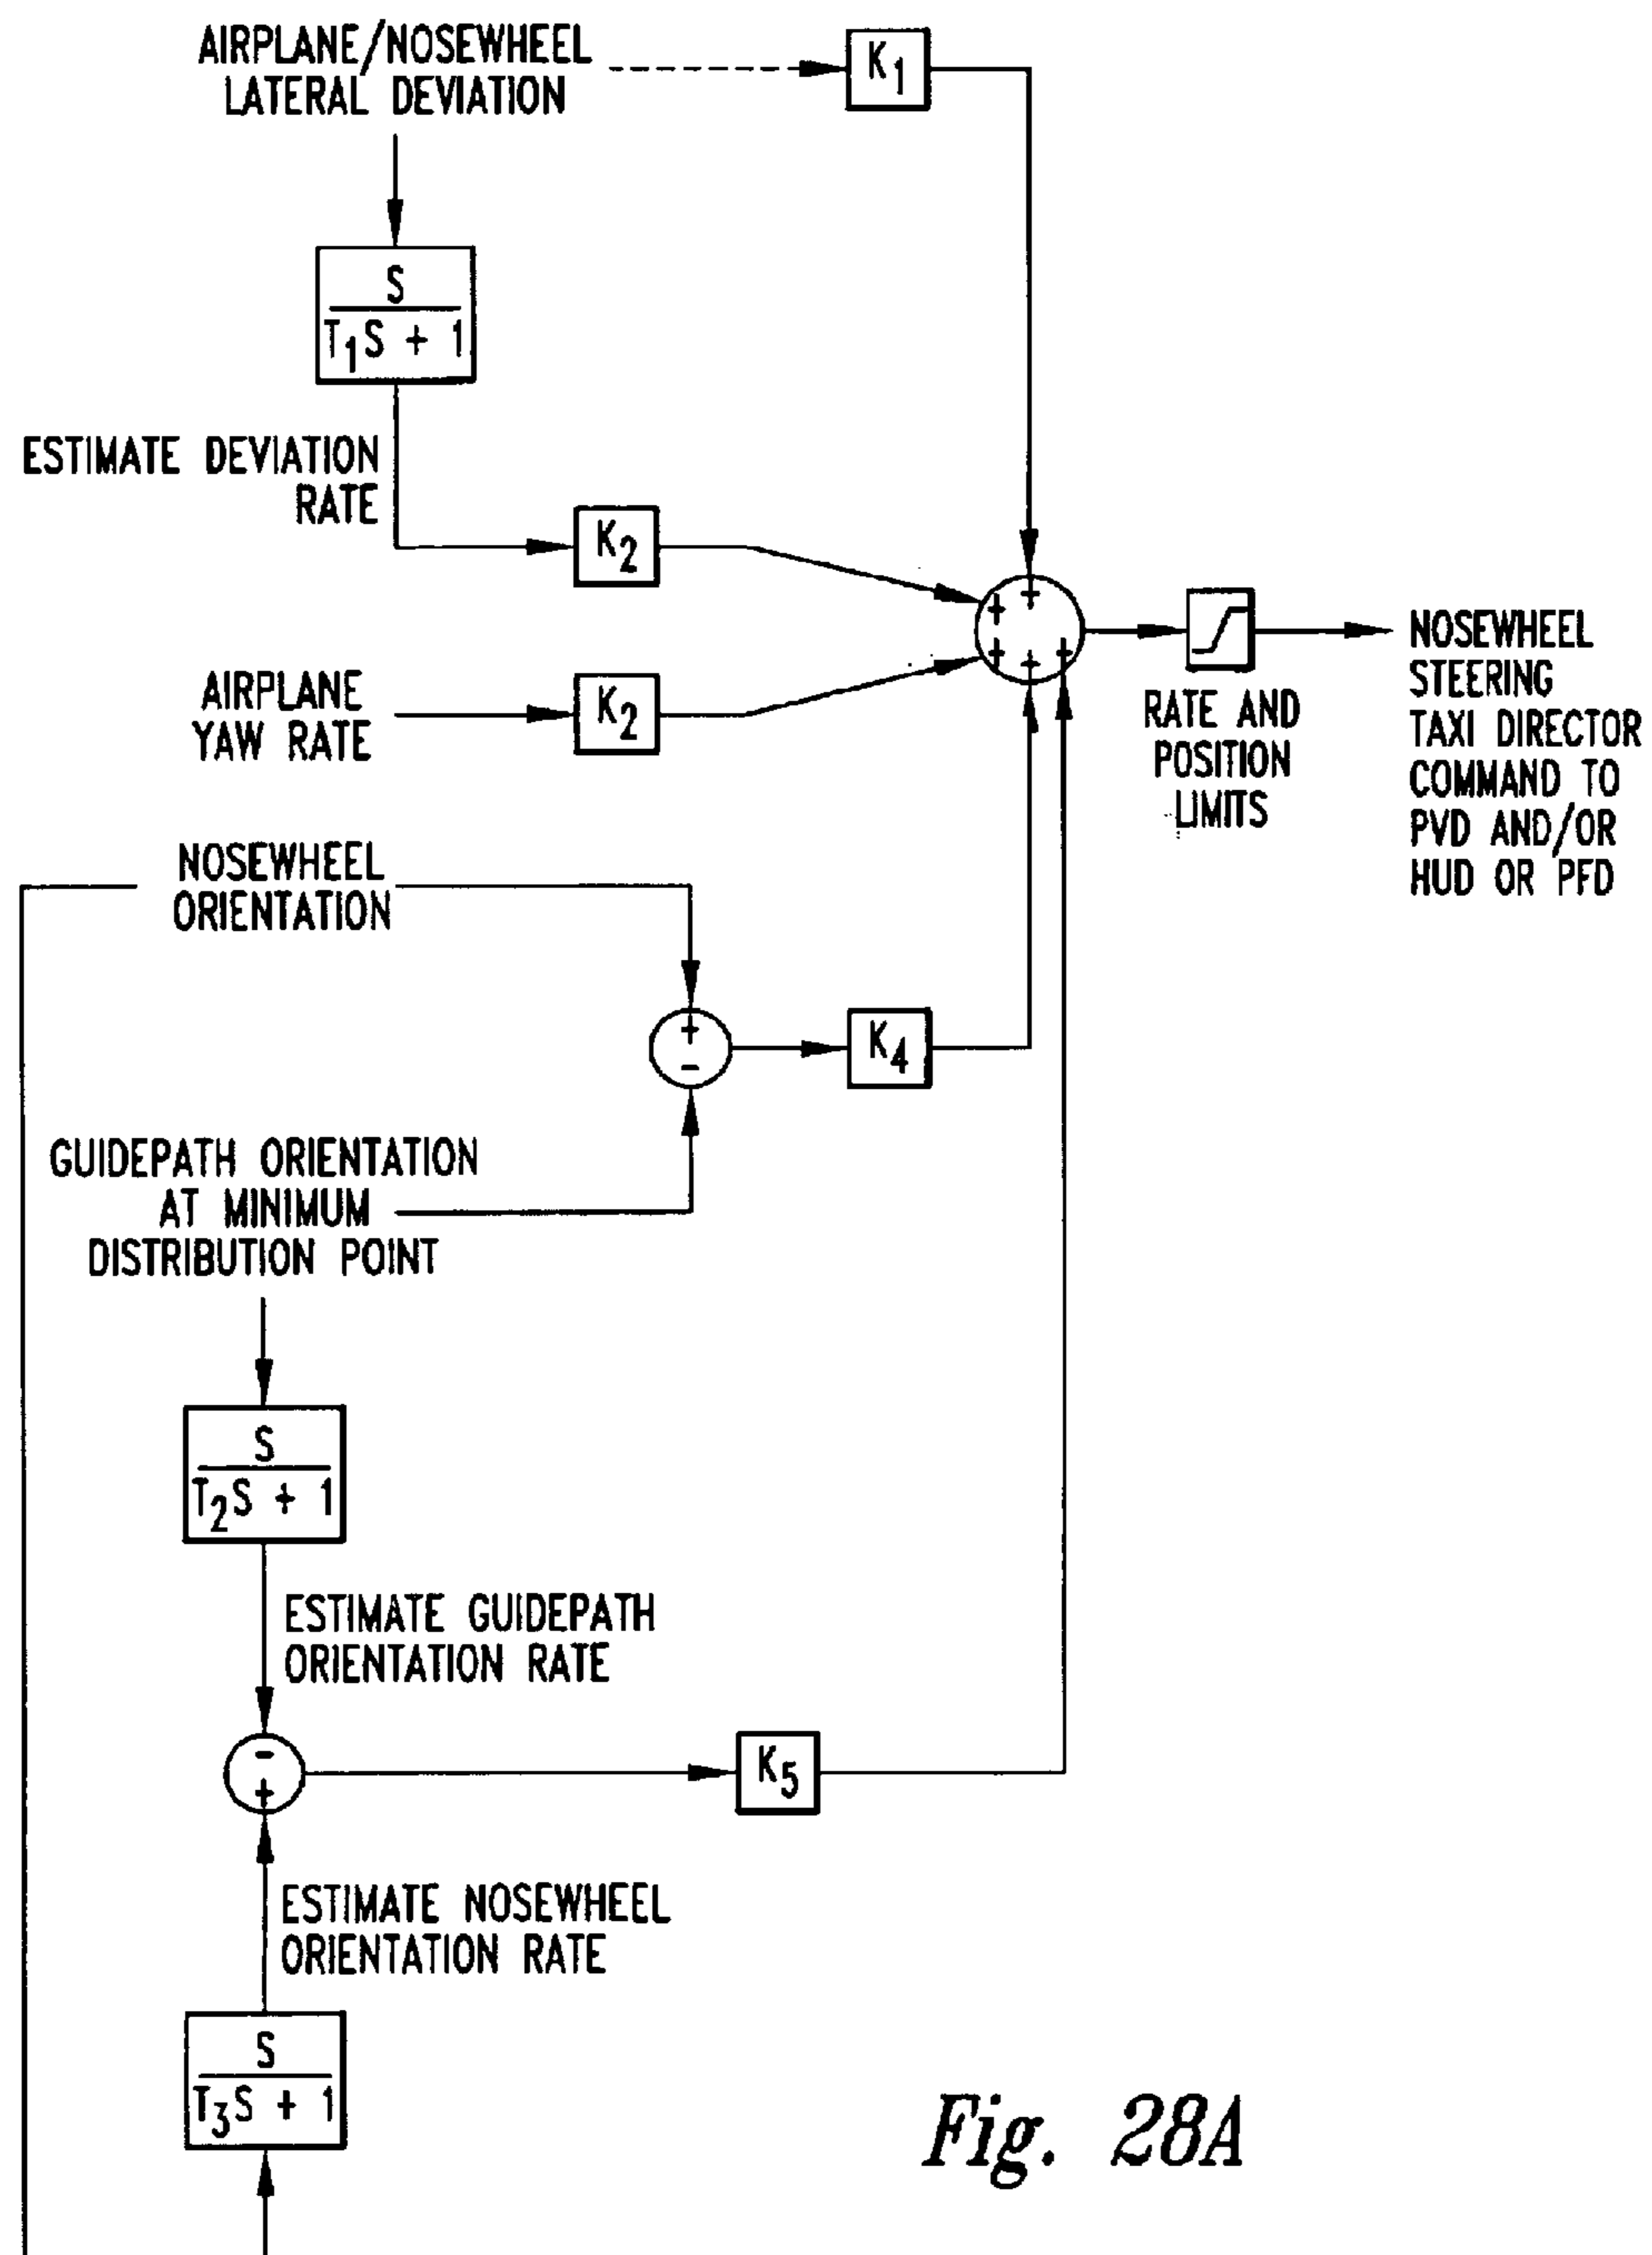 AIRPLANE/NOSEWHEEL
LATERAL DEVIATION
K1
S
T1S + 1
ESTIMATE DEVIATION
RATE
K2
+
+
AIRPLANE
YAW RATE
K2
+
+
+
RATE AND
POSITION
LIMITS
NOSEWHEEL
STEERING
TAXI DIRECTOR
COMMAND TO
PVD AND/OR
HUD OR PFD
NOSEWHEEL
ORIENTATION
+
-
K4
GUIDEPATH ORIENTATION
AT MINIMUM
DISTRIBUTION POINT
S
T2S + 1
ESTIMATE GUIDEPATH
ORIENTATION RATE
-
+
K5
ESTIMATE NOSEWHEEL
ORIENTATION RATE
S
T3S + 1
Fig. 28A